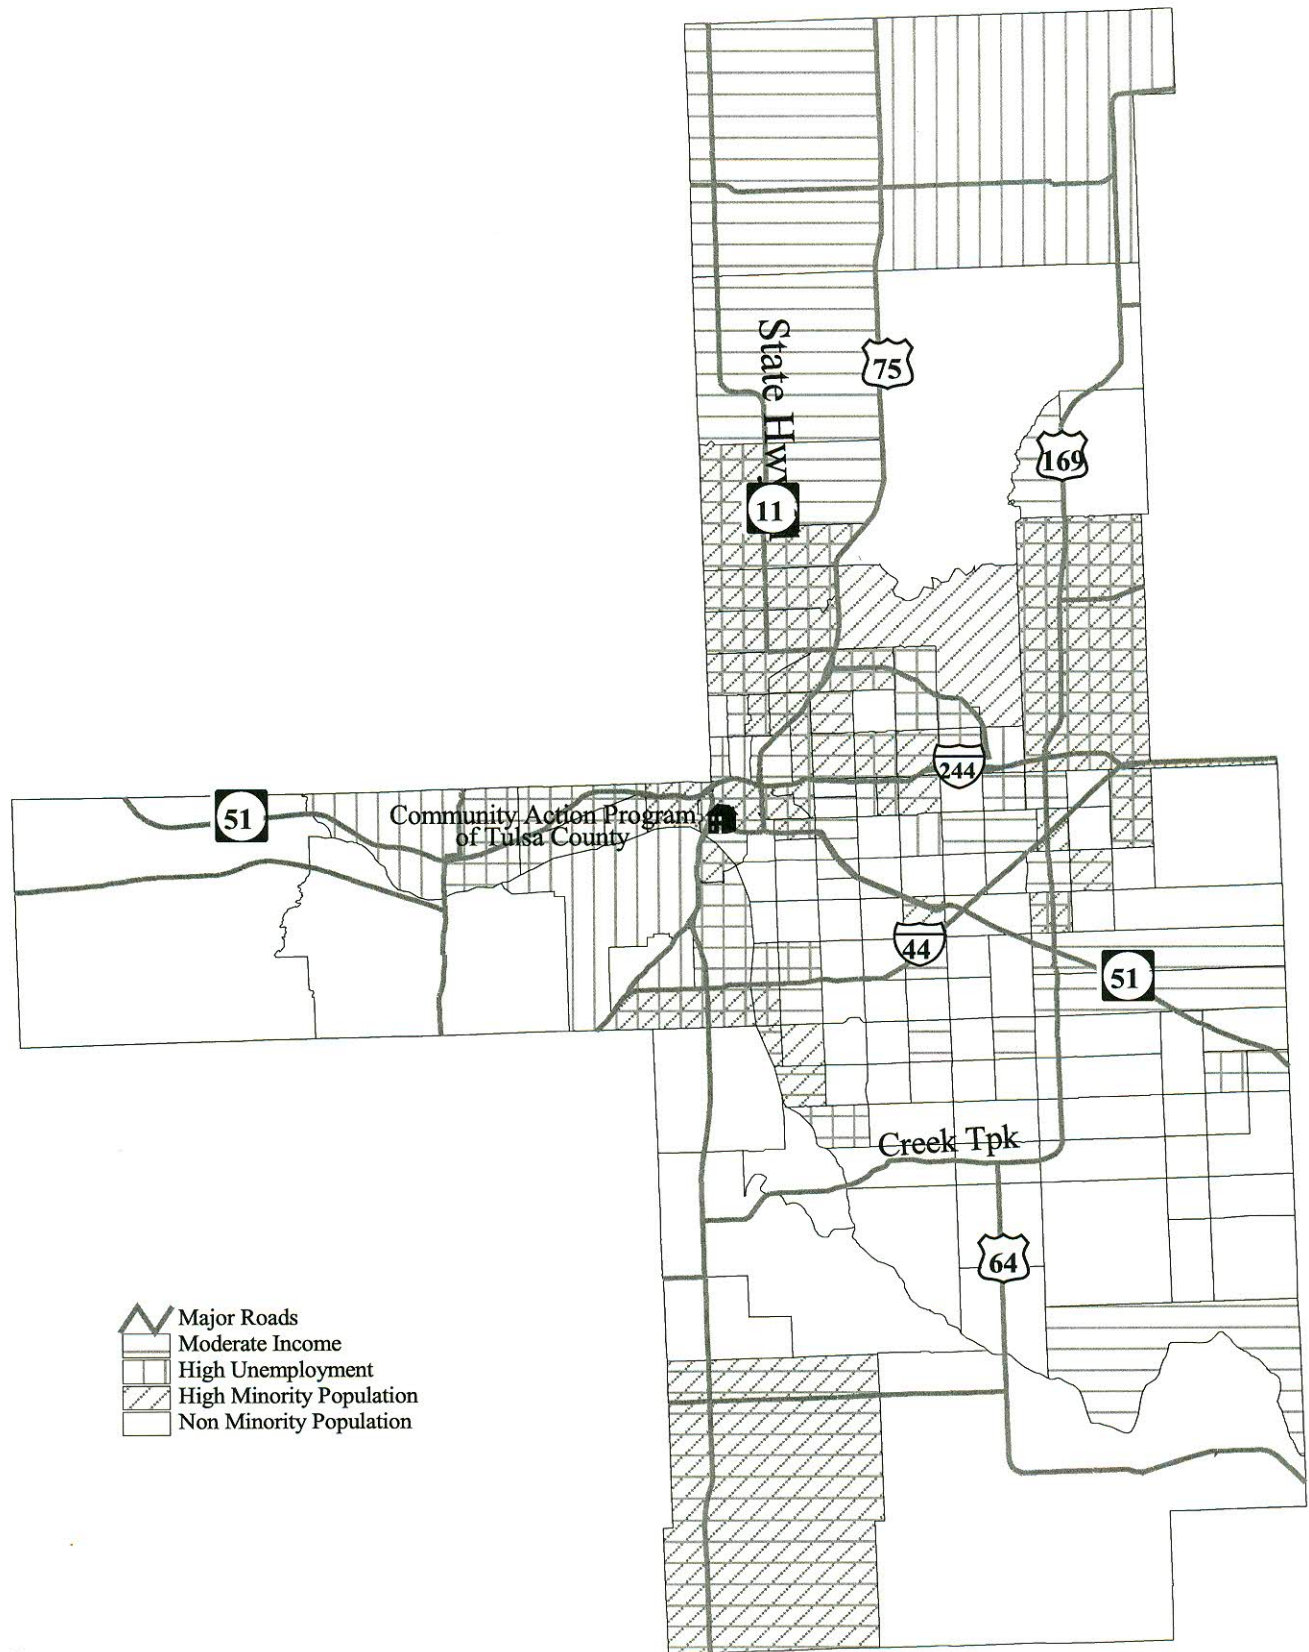 State Hwy
75
169
11
244
51
Community Action Program
of Tulsa County
44
51
Creek Tpk
64
Major Roads
Moderate Income
High Unemployment
High Minority Population
Non Minority Population